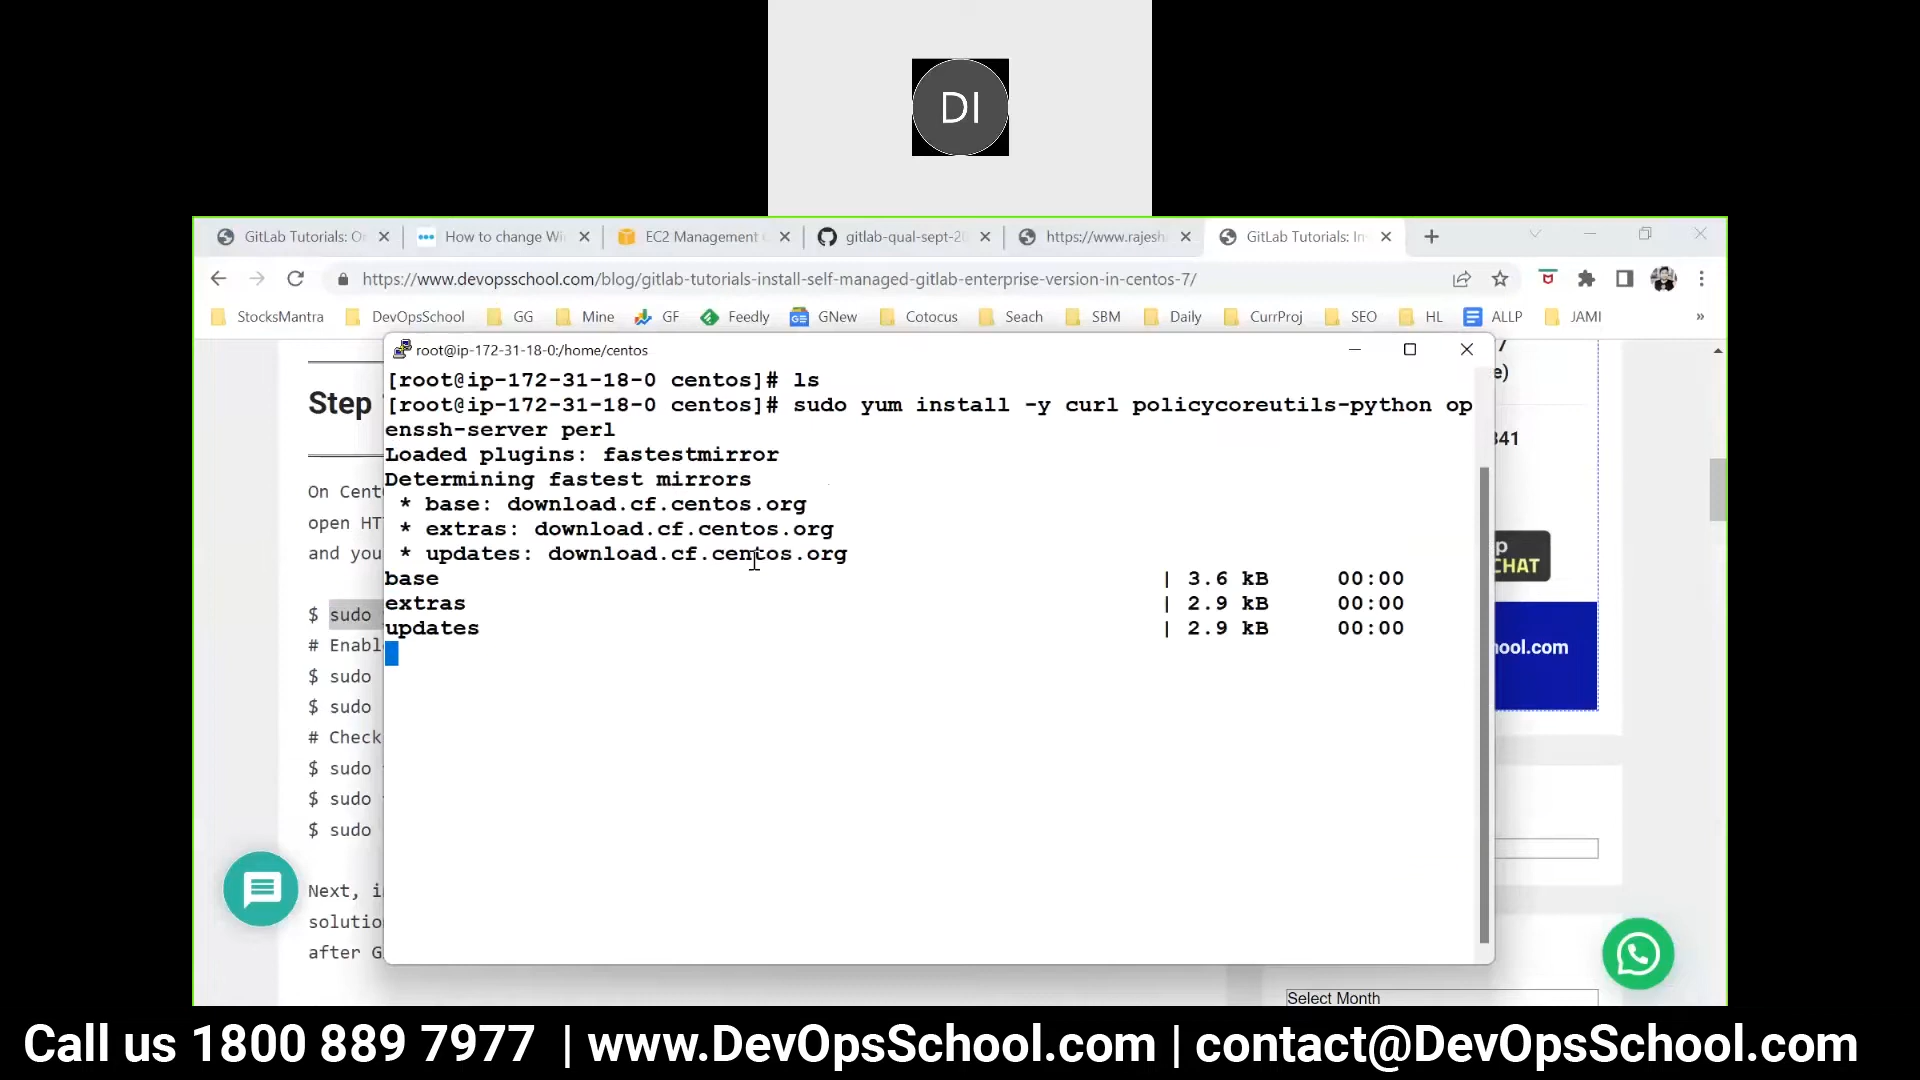 DI
GitLab Tutorials: O
How to change Wi
EC2 Management
gitlab-qual-sept-20
https://www.rajesh
GitLab Tutorials: In
https://www.devopsschool.com/blog/gitlab-tutorials-install-self-managed-gitlab-enterprise-version-in-centos-7/
StocksMantra
DevOpsSchool
GG
Mine
GF
Feedly
GNew
Cotocus
Seach
SBM
Daily
CurrProj
SEO
HL
ALLP
JAMI
»
root@ip-172-31-18-0:/home/centos
[root@ip-172-31-18-0 centos]# ls
[root@ip-172-31-18-0 centos]# sudo yum install -y curl policycoreutils-python op
enssh-server perl
Loaded plugins: fastestmirror
Determining fastest mirrors
* base: download.cf.centos.org
* extras: download.cf.centos.org
* updates: download.cf.centos.org
base | 3.6 kB 00:00
extras | 2.9 kB 00:00
updates | 2.9 kB 00:00
Step
On Cent
open HT
and you
$ sudo
# Enabl
$ sudo
$ sudo
# Check
$ sudo
$ sudo
$ sudo
Next, i
solutio
after G
e)
341
p
CHAT
ool.com
Select Month
Call us 1800 889 7977 | www.DevOpsSchool.com | contact@DevOpsSchool.com